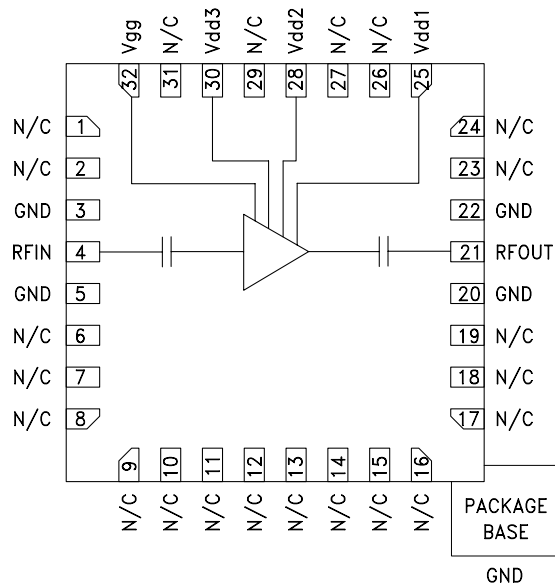 Vgg
N/C
Vdd3
N/C
Vdd2
N/C
N/C
Vdd1
32
31
30
29
28
27
26
25
N/C 1
24 N/C
N/C 2
23 N/C
GND 3
22 GND
RFIN 4
21 RFOUT
GND 5
20 GND
N/C 6
19 N/C
N/C 7
18 N/C
N/C 8
17 N/C
9
10
11
12
13
14
15
16
N/C
N/C
N/C
N/C
N/C
N/C
N/C
N/C
PACKAGE
BASE
GND